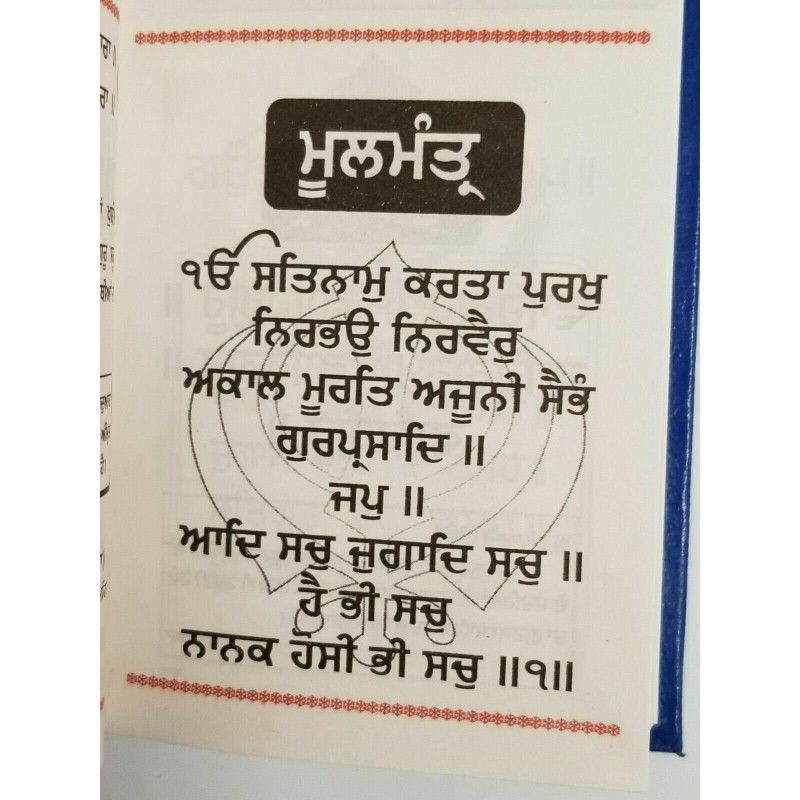 ਮੂਲਮੰਤ੍ਰ
ੴ ਸਤਿਨਾਮੁ ਕਰਤਾ ਪੁਰਖੁ
ਨਿਰਭਉ ਨਿਰਵੈਰੁ
ਅਕਾਲ ਮੂਰਤਿ ਅਜੂਨੀ ਸੈਭੰ
ਗੁਰਪ੍ਰਸਾਦਿ ॥
ਜਪੁ ॥
ਆਦਿ ਸਚੁ ਜੁਗਾਦਿ ਸਚੁ ॥
ਹੈ ਭੀ ਸਚੁ
ਨਾਨਕ ਹੋਸੀ ਭੀ ਸਚੁ ॥੧॥